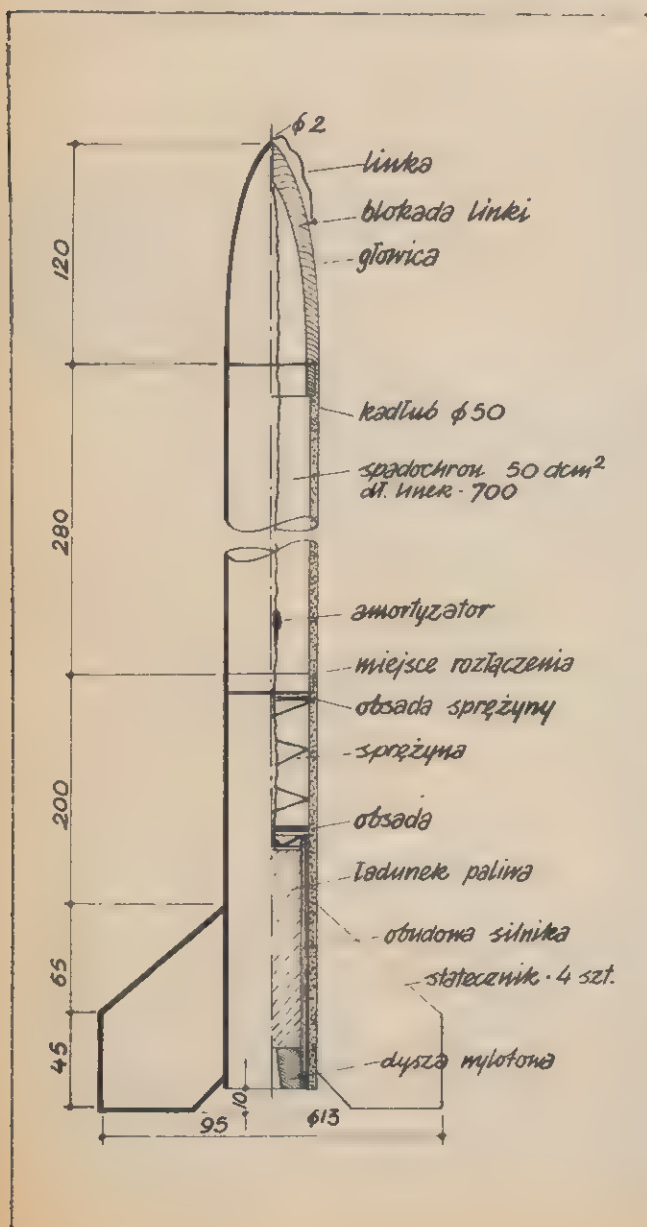 ϕ2
linka
blokada linki
głowica
120
kadłub ϕ50
spadochron 50 dcm²
dł. linek · 700
280
amortyzator
miejsce rozłączenia
obsada sprężyny
sprężyna
200
obsada
ładunek paliwa
obudowa silnika
65
statecznik · 4 szt.
45
dysza wylotowa
10
95
ϕ13